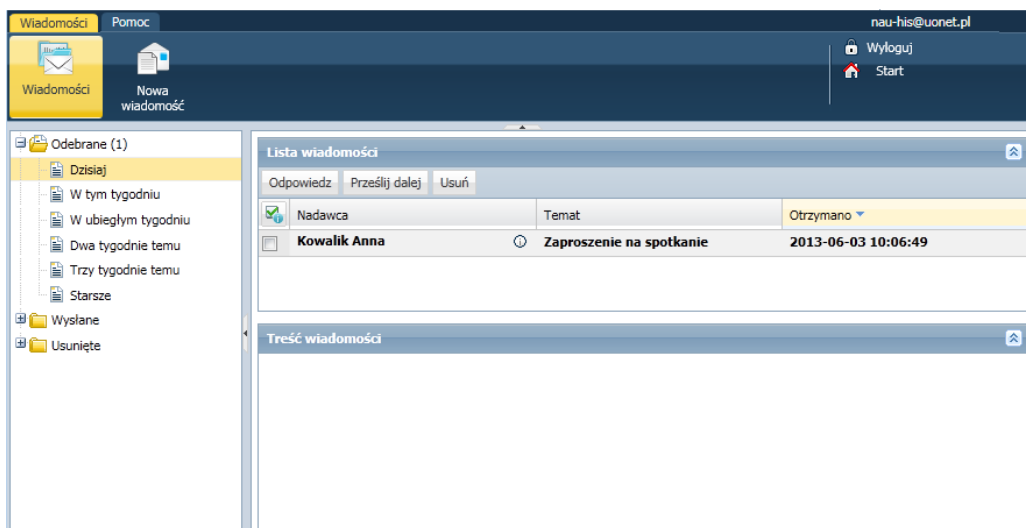 Wiadomości Pomoc nau-his@uonet.pl
Wiadomości
Nowa
wiadomość
Wyloguj
Start
Odebrane (1)
Dzisiaj
W tym tygodniu
W ubiegłym tygodniu
Dwa tygodnie temu
Trzy tygodnie temu
Starsze
Wysłane
Usunięte
Lista wiadomości
Odpowiedz Prześlij dalej Usuń
Nadawca Temat Otrzymano
Kowalik Anna Zaproszenie na spotkanie 2013-06-03 10:06:49
Treść wiadomości